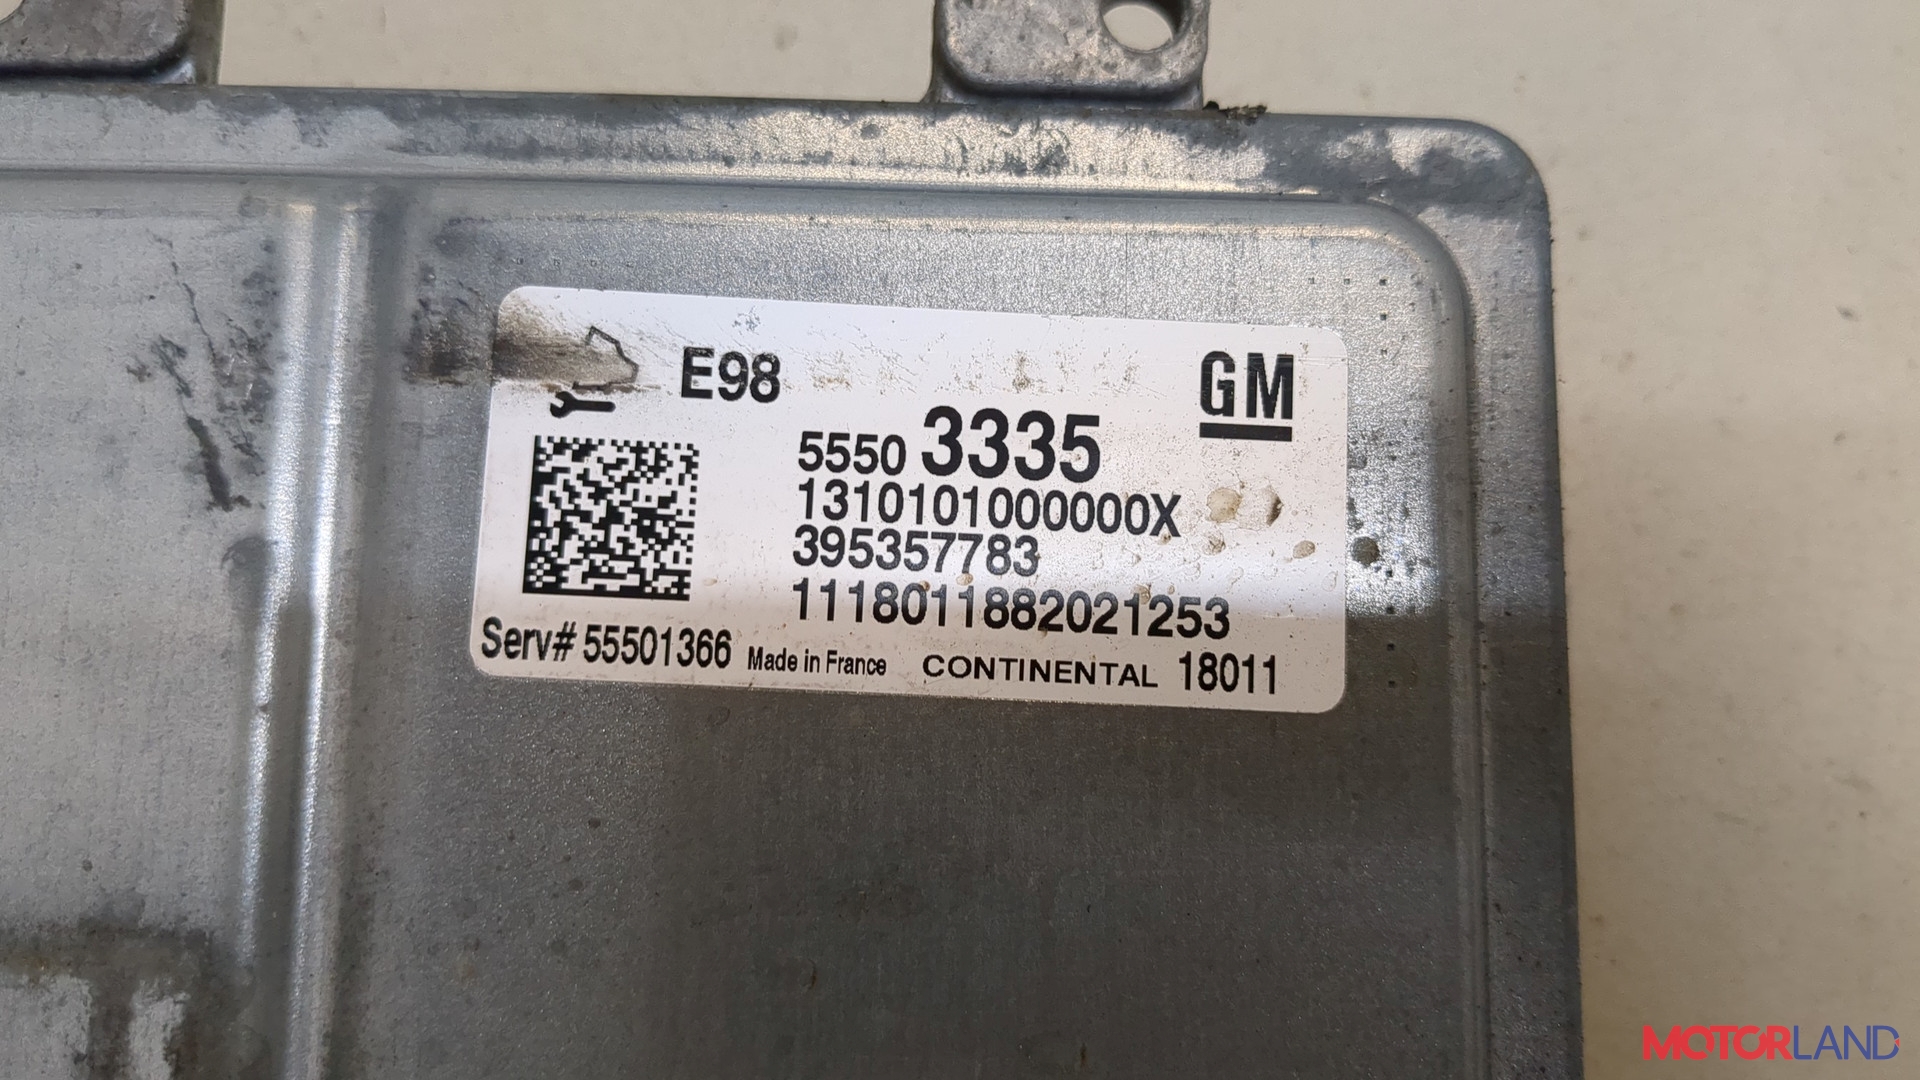 E98
GM
5550 3335
1310101000000X
395357783
1118011882021253
Serv# 55501366 Made in France CONTINENTAL 18011
MOTORLAND